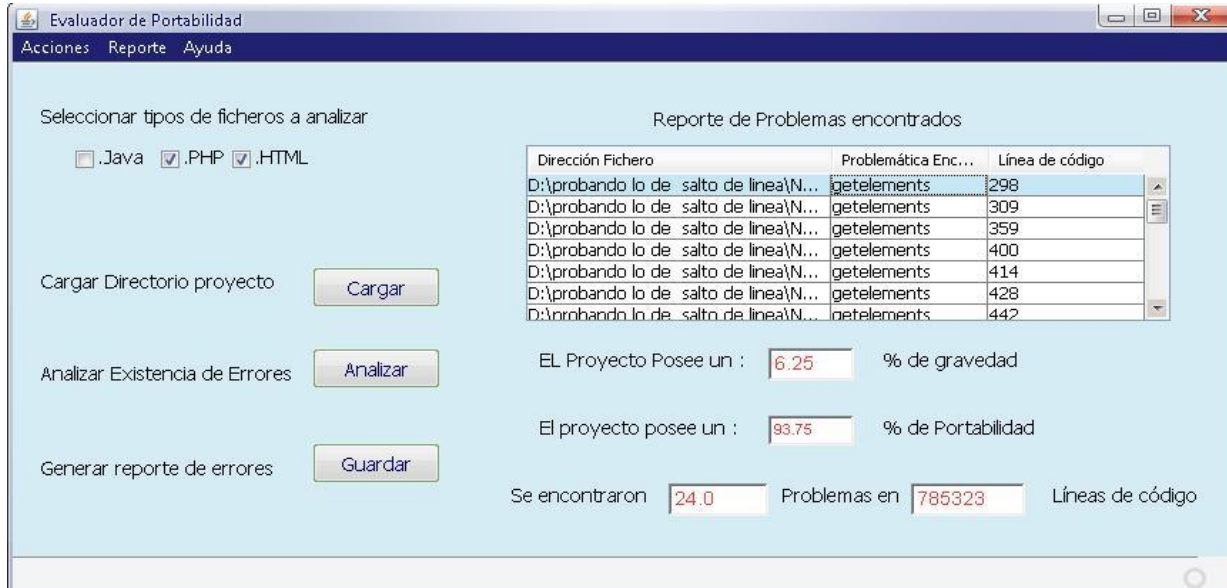 Evaluador de Portabilidad
Acciones Reporte Ayuda
Seleccionar tipos de ficheros a analizar
.Java .PHP .HTML
Cargar Directorio proyecto Cargar
Analizar Existencia de Errores Analizar
Generar reporte de errores Guardar
Reporte de Problemas encontrados
Dirección Fichero Problemática Enc... Línea de código
D:\probando lo de salto de linea\N... getelements 298
D:\probando lo de salto de linea\N... getelements 309
D:\probando lo de salto de linea\N... getelements 359
D:\probando lo de salto de linea\N... getelements 400
D:\probando lo de salto de linea\N... getelements 414
D:\probando lo de salto de linea\N... getelements 428
D:\probando lo de salto de linea\N... getelements 442
EL Proyecto Posee un : 6.25 % de gravedad
El proyecto posee un : 93.75 % de Portabilidad
Se encontraron 24.0 Problemas en 785323 Líneas de código